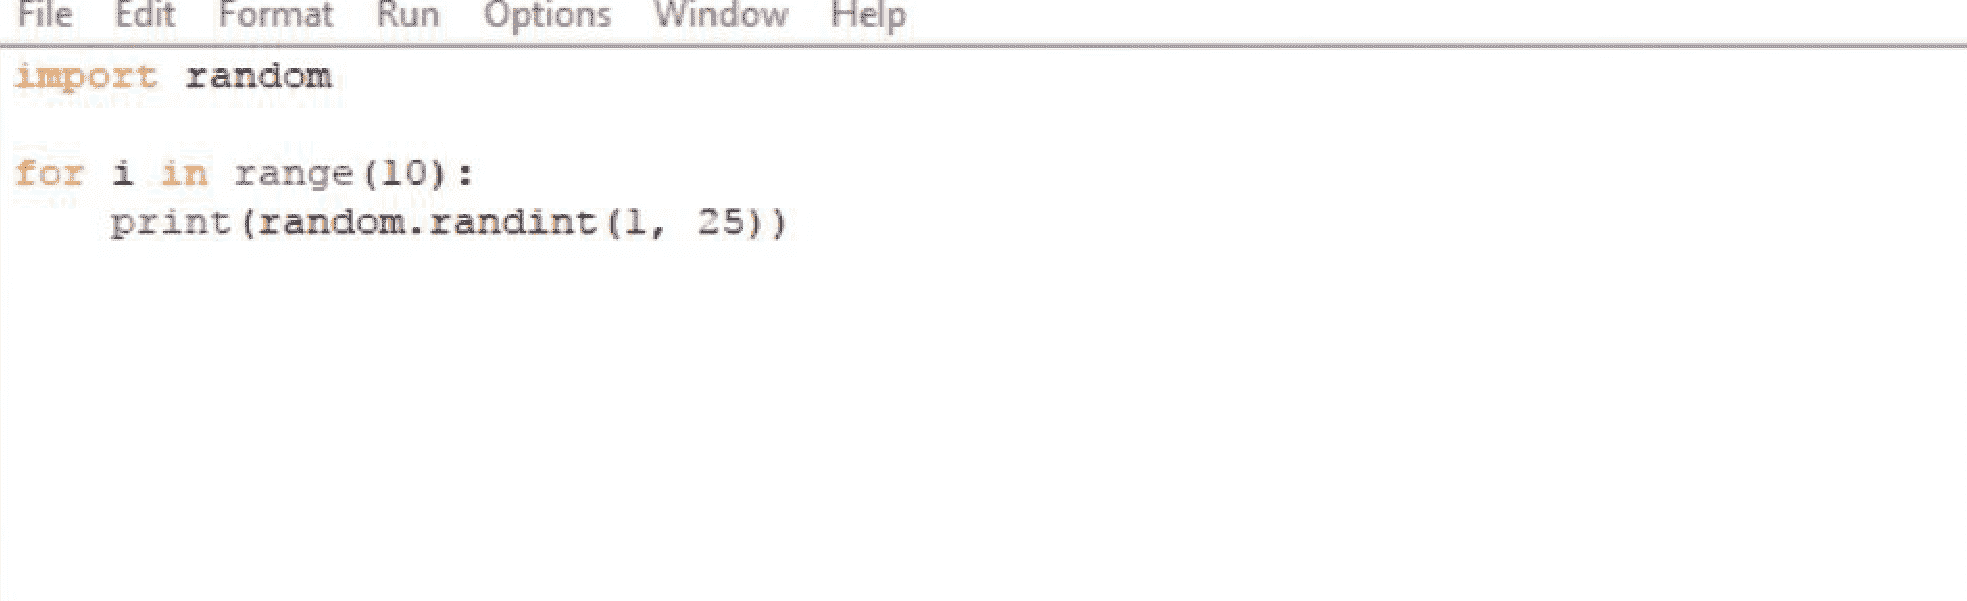 File Edit Format Run Options Window Help
import random
for i in range(10):
    print(random.randint(1, 25))